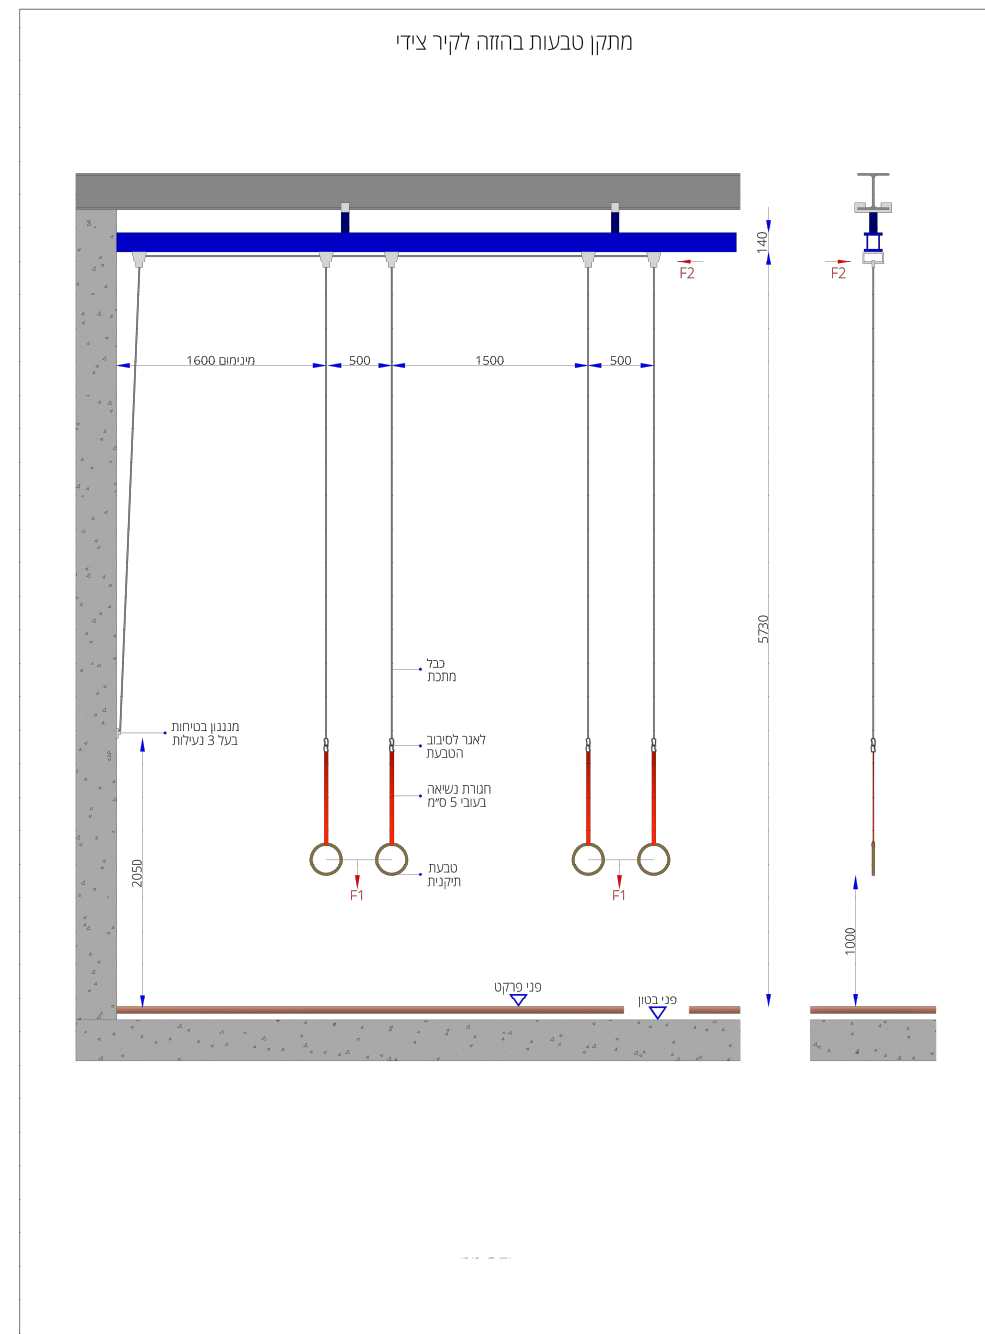 מתקן טבעות בהזזה לקיר צידי
140
F2
F2
מינימום 1600
500
1500
500
5730
כבל
מתכת
מנגנון בטיחות
בעל 3 נעילות
לאגר לסיבוב
הטבעת
חגורת נשיאה
בעובי 5 ס״מ
טבעת
תיקנית
2050
F1
F1
1000
פני פרקט
פני בטון